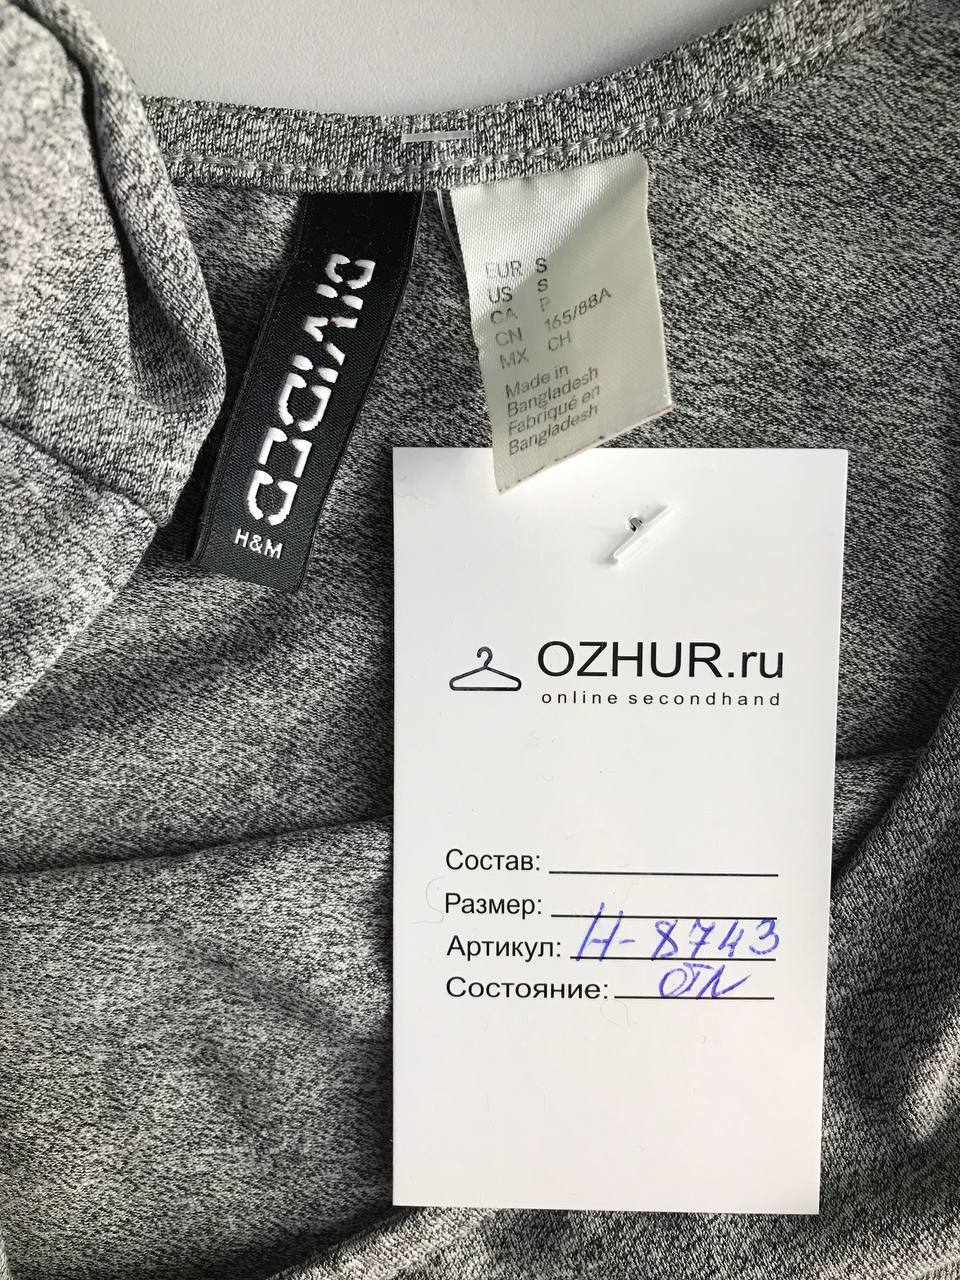 DIVIDED
H&M
EUR S
US S
CA P
CN 165/88A
MX CH
Made in
Bangladesh
Fabriqué en
Bangladesh
OZHUR.ru
online secondhand
Состав:
Размер:
Артикул: Н-8743
Состояние: ОТЛ